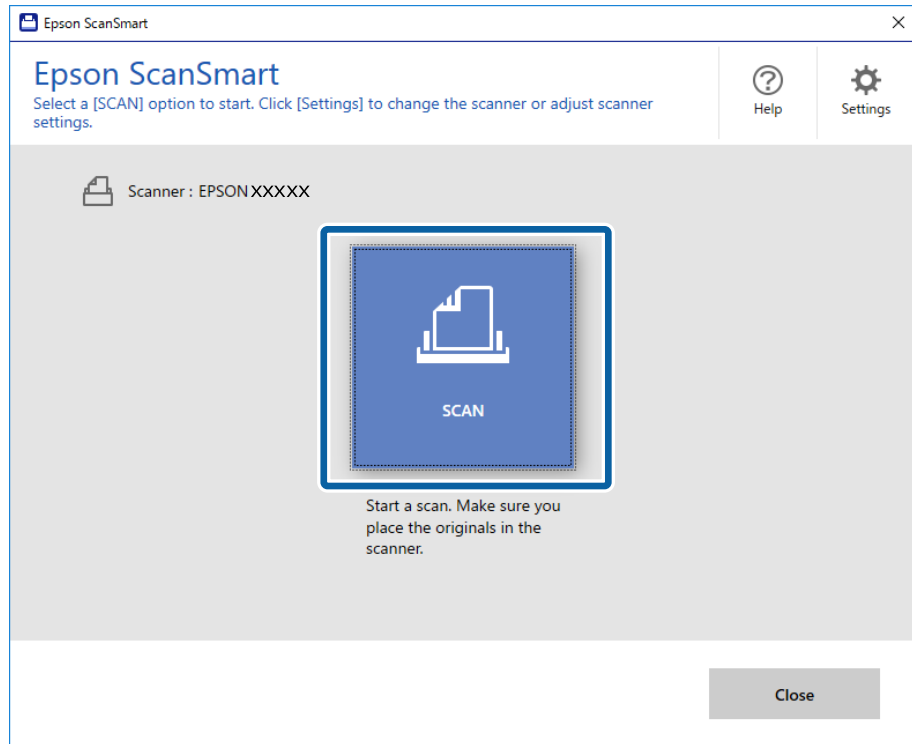 Epson ScanSmart
Epson ScanSmart
Select a [SCAN] option to start. Click [Settings] to change the scanner or adjust scanner
settings.
Help
Settings
Scanner : EPSON XXXXX
SCAN
Start a scan. Make sure you
place the originals in the
scanner.
Close